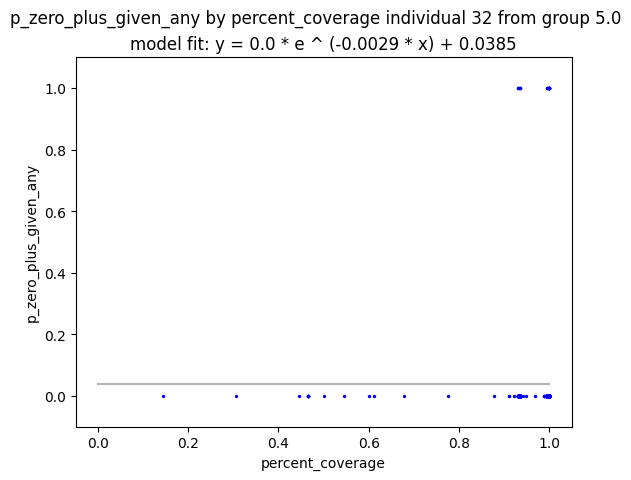 p_zero_plus_given_any by percent_coverage individual 32 from group 5.0
model fit: y = 0.0 * e ^ (-0.0029 * x) + 0.0385
1.0
0.8
0.6
0.4
0.2
0.0
p_zero_plus_given_any
0.0 0.2 0.4 0.6 0.8 1.0
percent_coverage